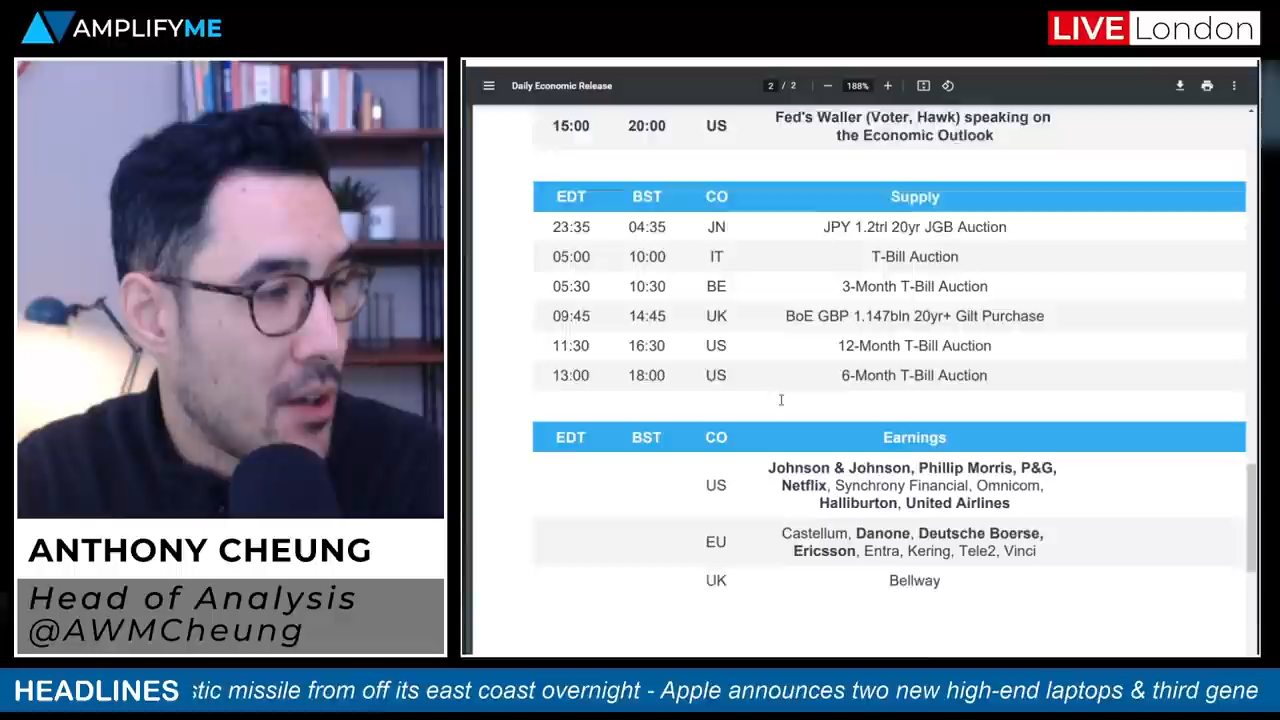 AMPLIFYME
LIVE London
Daily Economic Release
2 / 2
188%
15:00 20:00 US Fed's Waller (Voter, Hawk) speaking on
the Economic Outlook
EDT BST CO Supply
23:35 04:35 JN JPY 1.2trl 20yr JGB Auction
05:00 10:00 IT T-Bill Auction
05:30 10:30 BE 3-Month T-Bill Auction
09:45 14:45 UK BoE GBP 1.147bln 20yr+ Gilt Purchase
11:30 16:30 US 12-Month T-Bill Auction
13:00 18:00 US 6-Month T-Bill Auction
EDT BST CO Earnings
Johnson & Johnson, Phillip Morris, P&G,
US Netflix, Synchrony Financial, Omnicom,
Halliburton, United Airlines
EU Castellum, Danone, Deutsche Boerse,
Ericsson, Entra, Kering, Tele2, Vinci
UK Bellway
ANTHONY CHEUNG
Head of Analysis
@AWMCheung
HEADLINES stic missile from off its east coast overnight - Apple announces two new high-end laptops & third gene